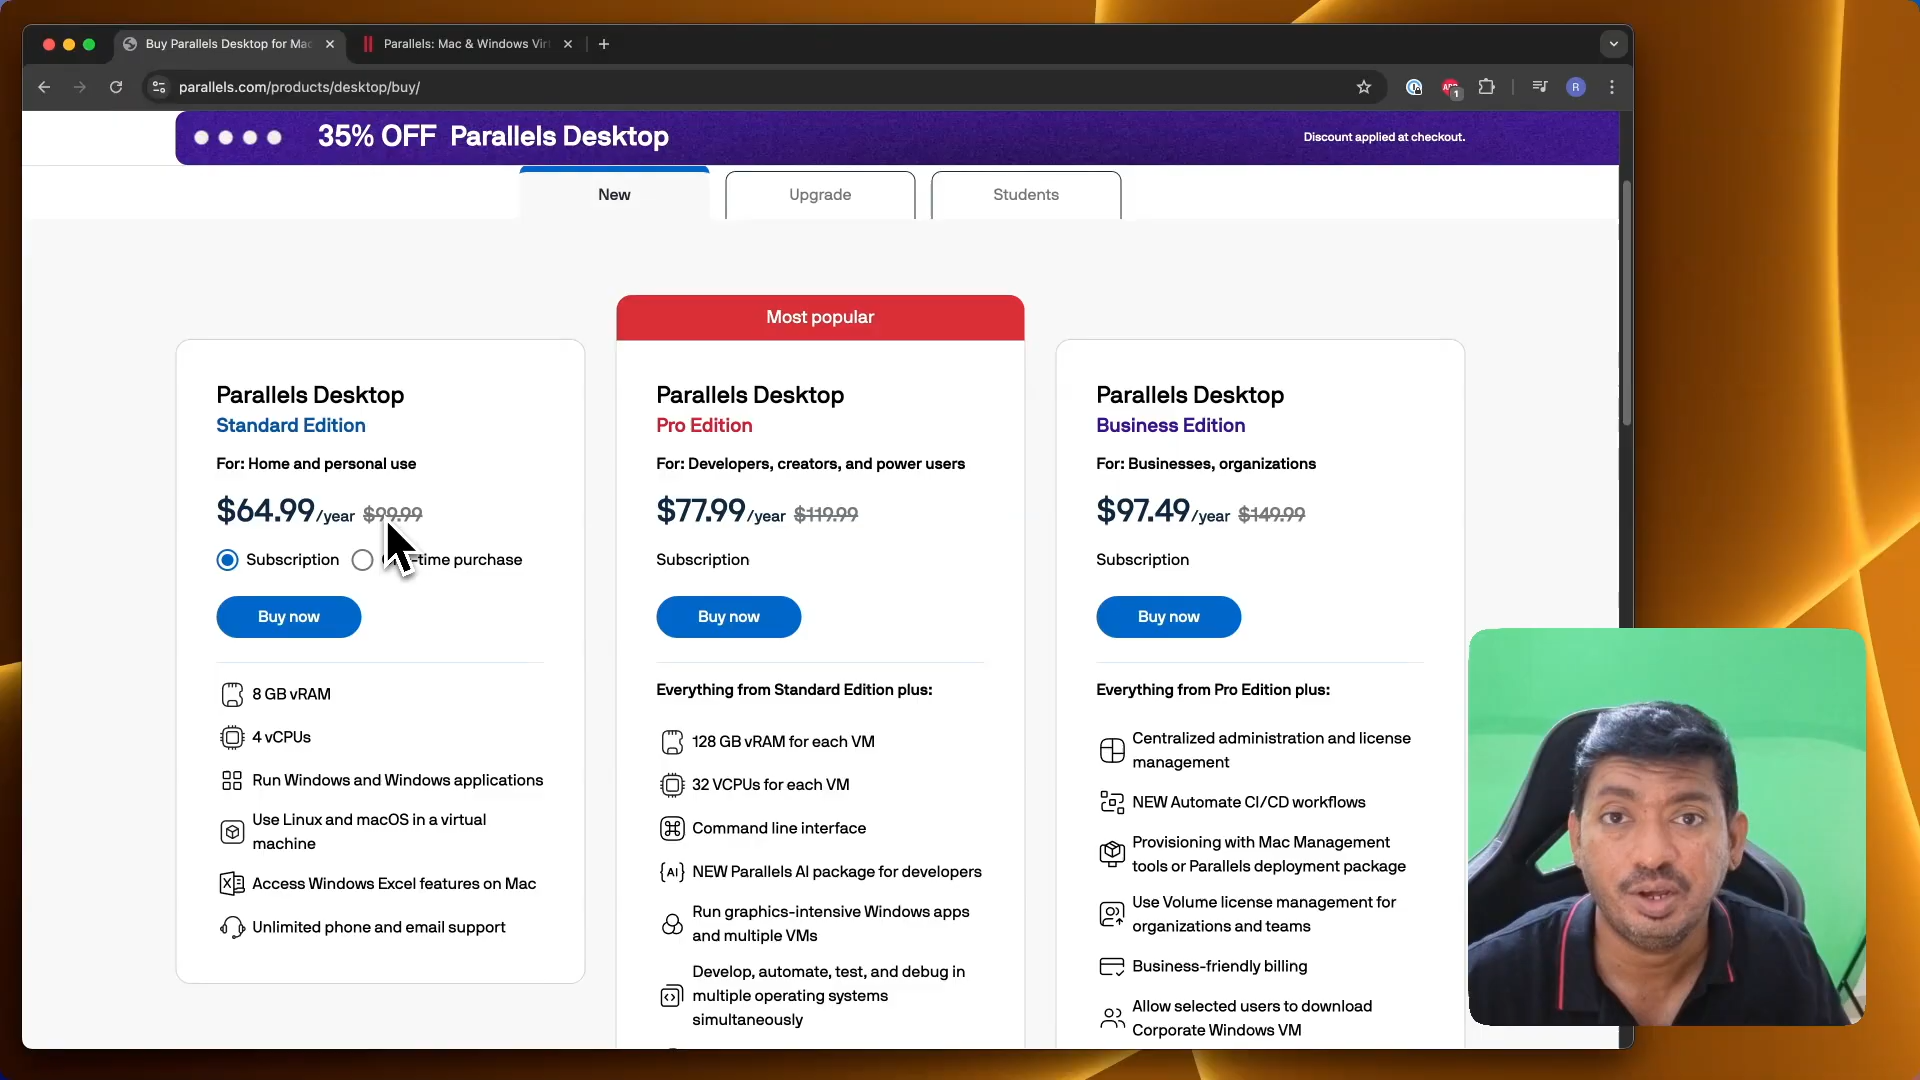 Buy Parallels Desktop for Mac
Parallels: Mac & Windows Vir
parallels.com/products/desktop/buy/
1
R
35% OFF Parallels Desktop
Discount applied at checkout.
New
Upgrade
Students
Most popular
Parallels Desktop
Standard Edition
For: Home and personal use
$64.99/year $99.99
Subscription
-time purchase
Buy now
8 GB vRAM
4 vCPUs
Run Windows and Windows applications
Use Linux and macOS in a virtual
machine
Access Windows Excel features on Mac
Unlimited phone and email support
Parallels Desktop
Pro Edition
For: Developers, creators, and power users
$77.99/year $119.99
Subscription
Buy now
Everything from Standard Edition plus:
128 GB vRAM for each VM
32 VCPUs for each VM
Command line interface
NEW Parallels AI package for developers
Run graphics-intensive Windows apps
and multiple VMs
Develop, automate, test, and debug in
multiple operating systems
simultaneously
Parallels Desktop
Business Edition
For: Businesses, organizations
$97.49/year $149.99
Subscription
Buy now
Everything from Pro Edition plus:
Centralized administration and license
management
NEW Automate CI/CD workflows
Provisioning with Mac Management
tools or Parallels deployment package
Use Volume license management for
organizations and teams
Business-friendly billing
Allow selected users to download
Corporate Windows VM